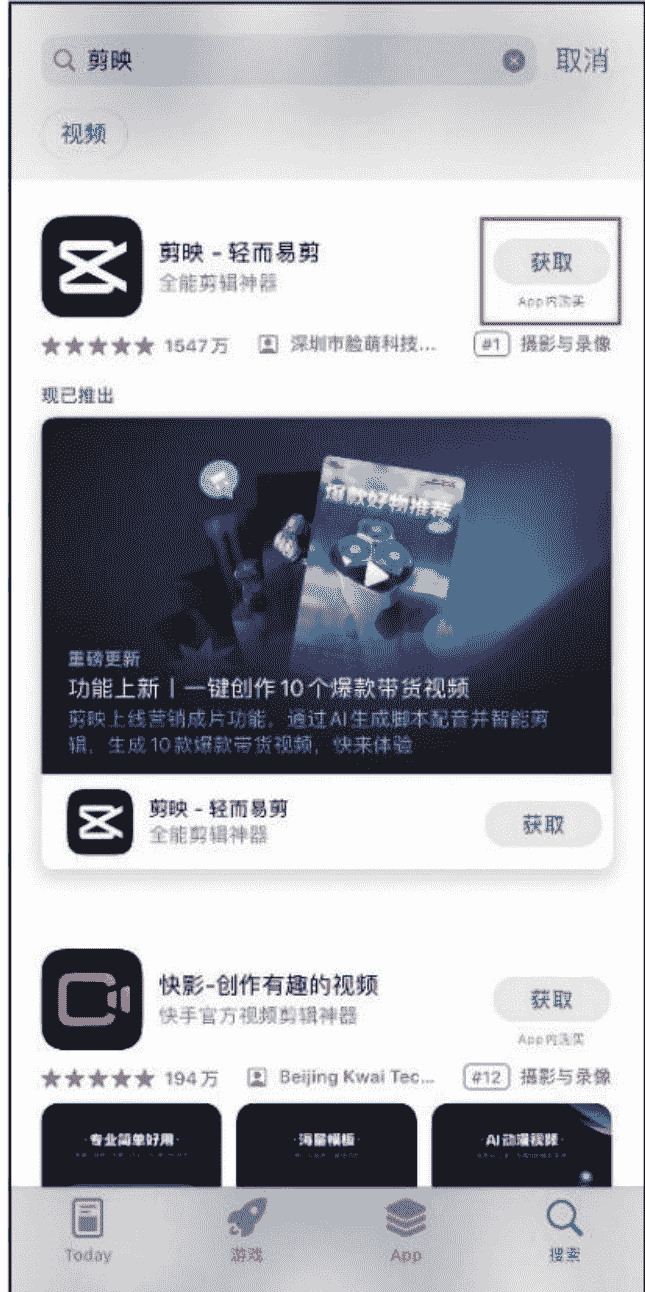 剪映
取消
视频
剪映 - 轻而易剪
全能剪辑神器
获取
App内购买
1547万
深圳市脸萌科技...
#1 摄影与录像
现已推出
爆款好物推荐
重磅更新
功能上新丨一键创作10个爆款带货视频
剪映上线营销成片功能，通过AI生成脚本配音并智能剪
辑，生成10款爆款带货视频，快来体验
剪映 - 轻而易剪
全能剪辑神器
获取
快影-创作有趣的视频
快手官方视频剪辑神器
获取
App内购买
194万
Beijing Kwai Tec...
#12 摄影与录像
·专业简单好用·
·海量模板·
·AI动漫视频·
Today
游戏
App
搜索